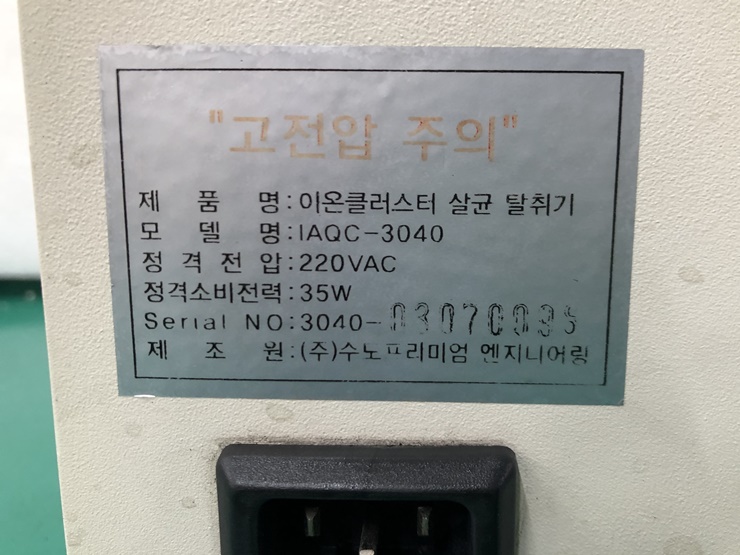 "고전압 주의"
제 품 명:이온클러스터 살균 탈취기
모 델 명:IAQC-3040
정 격 전 압:220VAC
정격소비전력:35W
Serial NO:3040-03070035
제 조 원:(주)수노프리미엄 엔지니어링